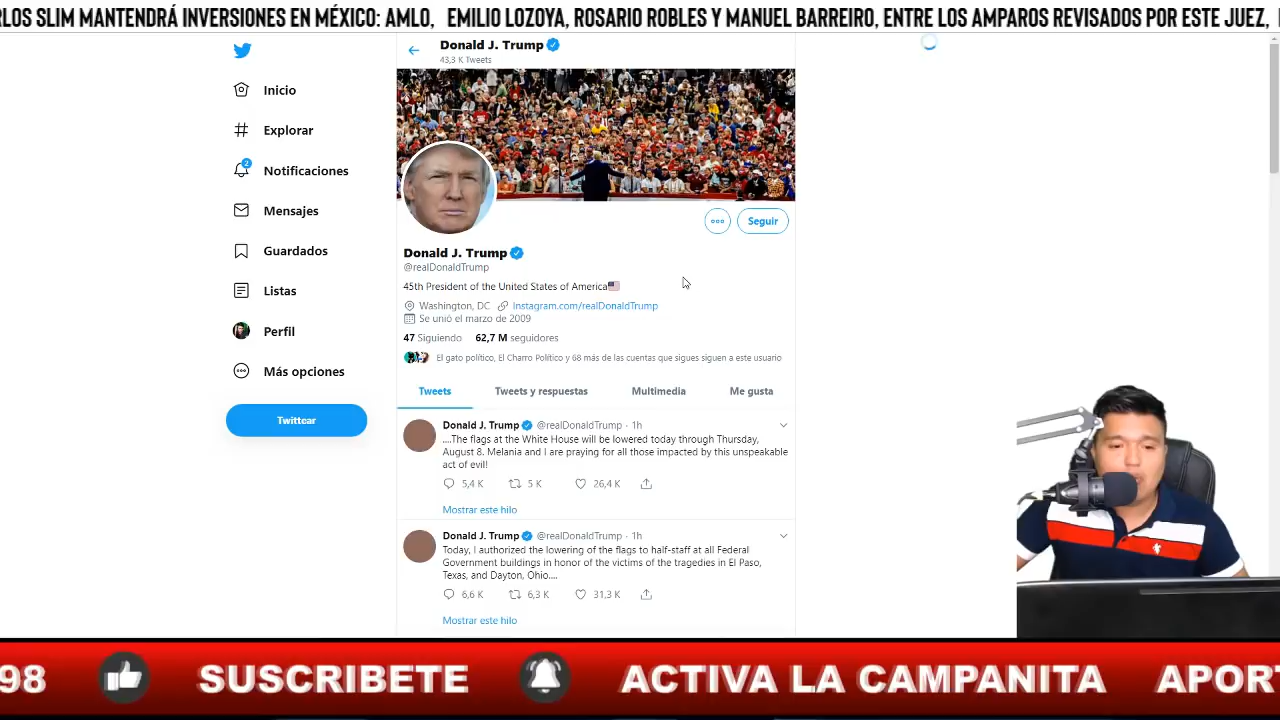 RLOS SLIM MANTENDRÁ INVERSIONES EN MÉXICO: AMLO, EMILIO LOZOYA, ROSARIO ROBLES Y MANUEL BARREIRO, ENTRE LOS AMPAROS REVISADOS POR ESTE JUEZ,
Donald J. Trump
43,3 K Tweets
Inicio
Explorar
2
Notificaciones
Mensajes
Guardados
Listas
Perfil
Más opciones
Twittear
Seguir
Donald J. Trump
@realDonaldTrump
45th President of the United States of America
Washington, DC Instagram.com/realDonaldTrump
Se unió el marzo de 2009
47 Siguiendo 62,7 M seguidores
El gato político, El Charro Político y 68 más de las cuentas que sigues siguen a este usuario
Tweets Tweets y respuestas Multimedia Me gusta
Donald J. Trump @realDonaldTrump · 1h
....The flags at the White House will be lowered today through Thursday,
August 8. Melania and I are praying for all those impacted by this unspeakable
act of evil!
5,4 K 5 K 26,4 K
Mostrar este hilo
Donald J. Trump @realDonaldTrump · 1h
Today, I authorized the lowering of the flags to half-staff at all Federal
Government buildings in honor of the victims of the tragedies in El Paso,
Texas, and Dayton, Ohio....
6,6 K 6,3 K 31,3 K
Mostrar este hilo
98 SUSCRIBETE ACTIVA LA CAMPANITA APOR